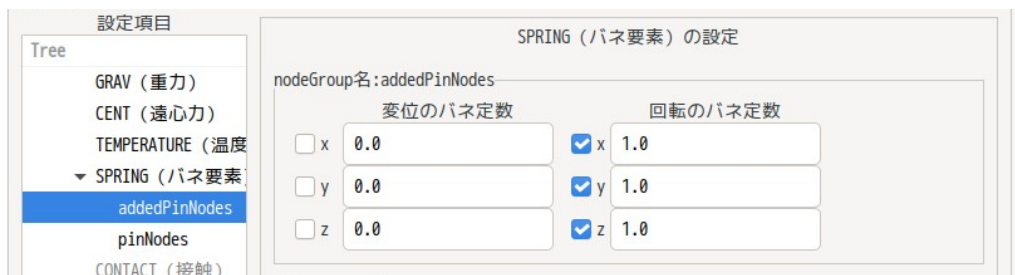 設定項目
Tree
GRAV (重力)
CENT (遠心力)
TEMPERATURE (温度
SPRING (バネ要素)
addedPinNodes
pinNodes
CONTACT (接触)
SPRING (バネ要素) の設定
nodeGroup名:addedPinNodes
変位のバネ定数 回転のバネ定数
x 0.0 x 1.0
y 0.0 y 1.0
z 0.0 z 1.0